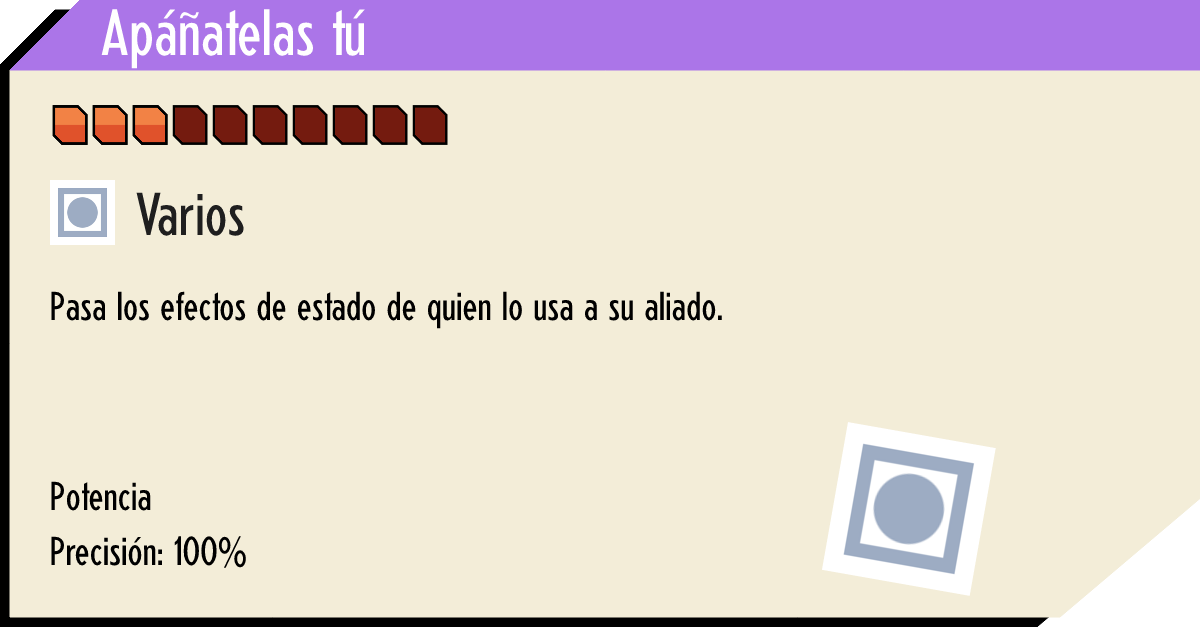 Apáñatelas tú
Varios
Pasa los efectos de estado de quien lo usa a su aliado.
Potencia
Precisión: 100%